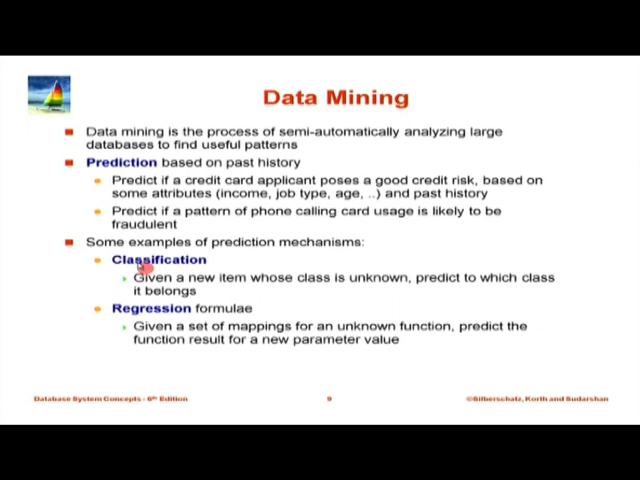 Data Mining
Data mining is the process of semi-automatically analyzing large
databases to find useful patterns
Prediction based on past history
Predict if a credit card applicant poses a good credit risk, based on
some attributes (income, job type, age, ..) and past history
Predict if a pattern of phone calling card usage is likely to be
fraudulent
Some examples of prediction mechanisms:
Classification
Given a new item whose class is unknown, predict to which class
it belongs
Regression formulae
Given a set of mappings for an unknown function, predict the
function result for a new parameter value
Database System Concepts - 6th Edition
9
©Silberschatz, Korth and Sudarshan